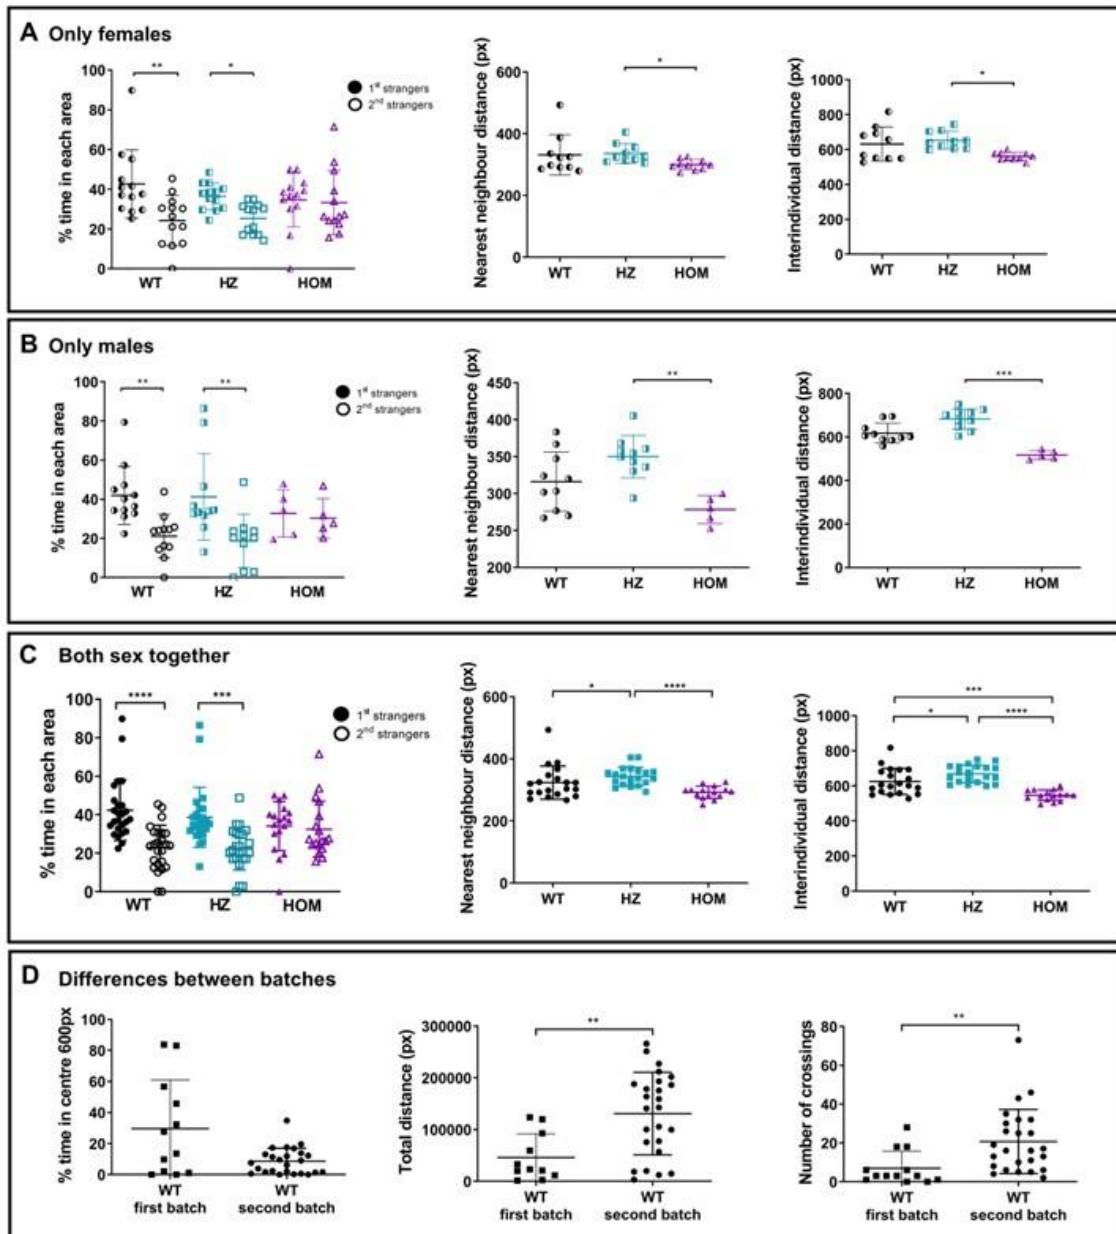 A Only females
% time in each area
100
80
60
40
20
0
** *
1st strangers
2nd strangers
WT HZ HOM
Nearest neighbour distance (px)
600
400
200
0
*
WT HZ HOM
Interindividual distance (px)
1000
800
600
400
200
0
*
WT HZ HOM
B Only males
% time in each area
100
80
60
40
20
0
** **
1st strangers
2nd strangers
WT HZ HOM
Nearest neighbour distance (px)
450
400
350
300
250
200
**
WT HZ HOM
Interindividual distance (px)
800
600
400
200
0
***
WT HZ HOM
C Both sex together
% time in each area
100
80
60
40
20
0
**** ***
1st strangers
2nd strangers
WT HZ HOM
Nearest neighbour distance (px)
600
400
200
0
* ****
WT HZ HOM
Interindividual distance (px)
1000
800
600
400
200
0
***
* ****
WT HZ HOM
D Differences between batches
% time in centre 600px
100
80
60
40
20
0
WT WT
first batch second batch
Total distance (px)
300000
200000
100000
0
**
WT WT
first batch second batch
Number of crossings
80
60
40
20
0
**
WT WT
first batch second batch